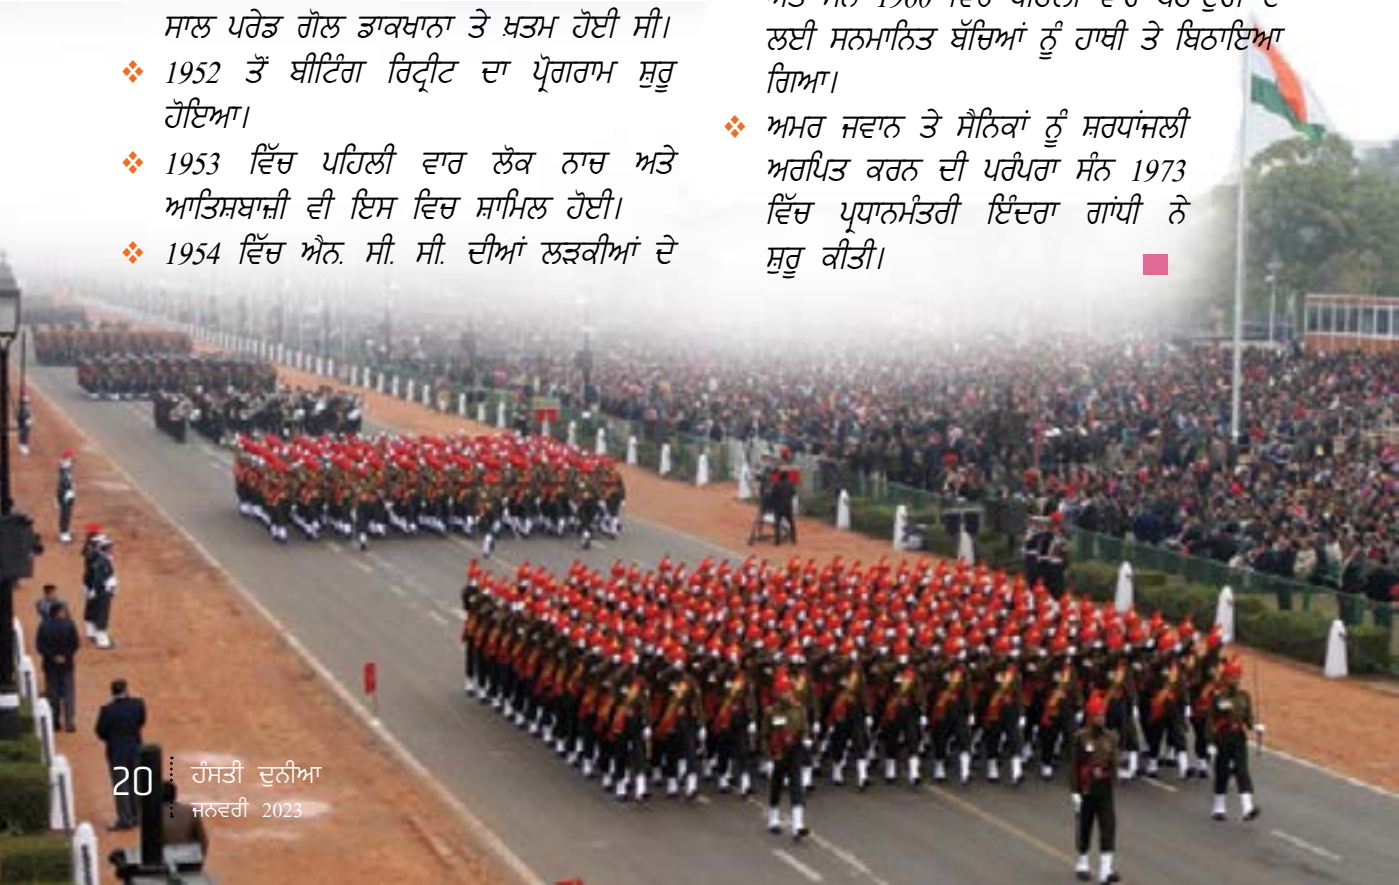 ਸਾਲ ਪਰੇਡ ਗੋਲ ਡਾਕਖਾਨਾ ਤੇ ਖ਼ਤਮ ਹੋਈ ਸੀ।
❖ 1952 ਤੋਂ ਬੀਟਿੰਗ ਰਿਟ੍ਰੀਟ ਦਾ ਪ੍ਰੋਗਰਾਮ ਸ਼ੁਰੂ
ਹੋਇਆ।
❖ 1953 ਵਿੱਚ ਪਹਿਲੀ ਵਾਰ ਲੋਕ ਨਾਚ ਅਤੇ
ਆਤਿਸ਼ਬਾਜ਼ੀ ਵੀ ਇਸ ਵਿਚ ਸ਼ਾਮਿਲ ਹੋਈ।
❖ 1954 ਵਿੱਚ ਐਨ. ਸੀ. ਸੀ. ਦੀਆਂ ਲੜਕੀਆਂ ਦੇ
ਲਈ ਸਨਮਾਨਿਤ ਬੱਚਿਆਂ ਨੂੰ ਹਾਥੀ ਤੇ ਬਿਠਾਇਆ
ਗਿਆ।
❖ ਅਮਰ ਜਵਾਨ ਤੇ ਸੈਨਿਕਾਂ ਨੂੰ ਸ਼ਰਧਾਂਜਲੀ
ਅਰਪਿਤ ਕਰਨ ਦੀ ਪਰੰਪਰਾ ਸੰਨ 1973
ਵਿੱਚ ਪ੍ਰਧਾਨਮੰਤਰੀ ਇੰਦਰਾ ਗਾਂਧੀ ਨੇ
ਸ਼ੁਰੂ ਕੀਤੀ।
20
ਹੰਸਤੀ ਦੁਨੀਆ
ਜਨਵਰੀ 2023